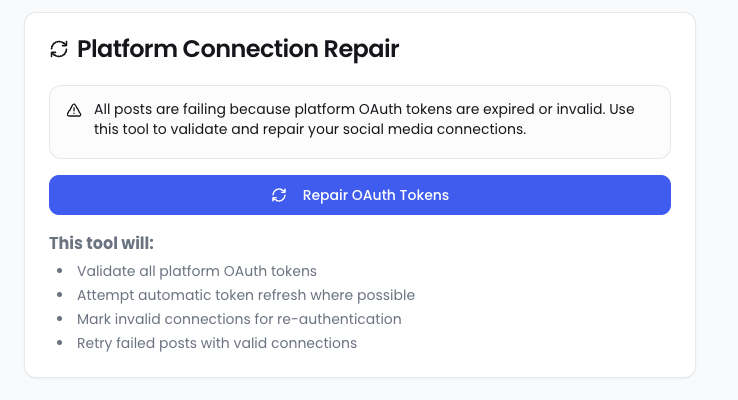 Platform Connection Repair
All posts are failing because platform OAuth tokens are expired or invalid. Use
this tool to validate and repair your social media connections.
Repair OAuth Tokens
This tool will:
• Validate all platform OAuth tokens
• Attempt automatic token refresh where possible
• Mark invalid connections for re-authentication
• Retry failed posts with valid connections